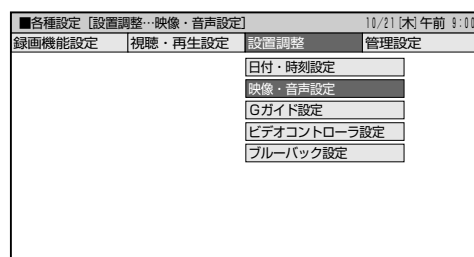 ■各種設定［設置調整…映像・音声設定］ 10/21［木］午前 9:00
録画機能設定 視聴・再生設定 設置調整 管理設定
日付・時刻設定
映像・音声設定
Gガイド設定
ビデオコントローラ設定
ブルーバック設定